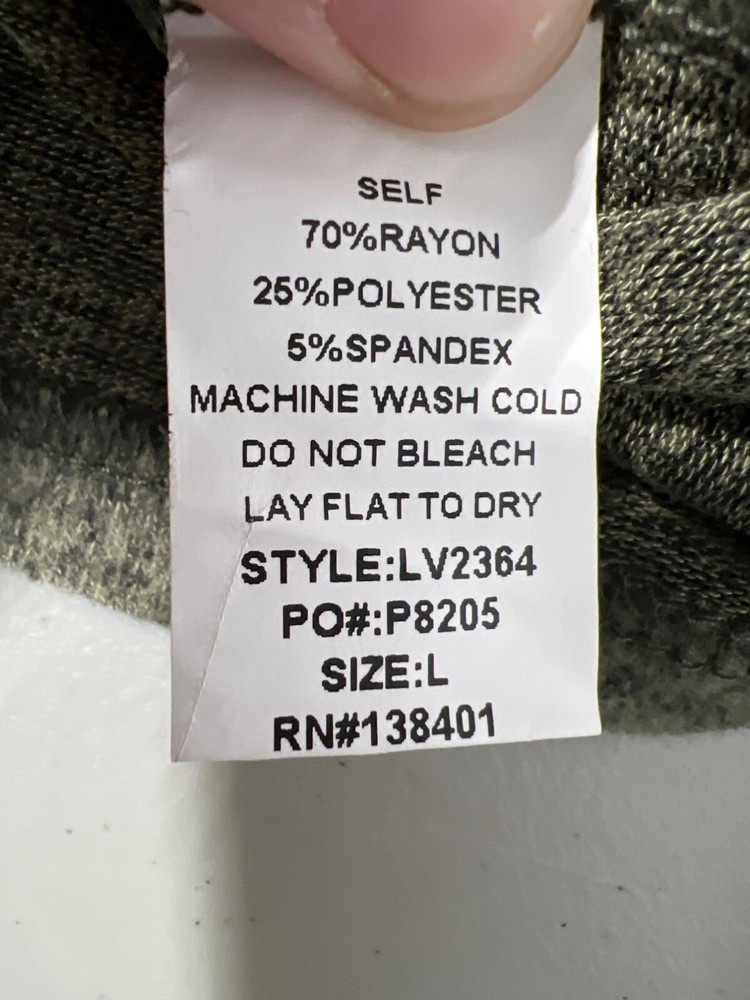 SELF
70%RAYON
25%POLYESTER
5%SPANDEX
MACHINE WASH COLD
DO NOT BLEACH
LAY FLAT TO DRY
STYLE:LV2364
PO#:P8205
SIZE:L
RN#138401